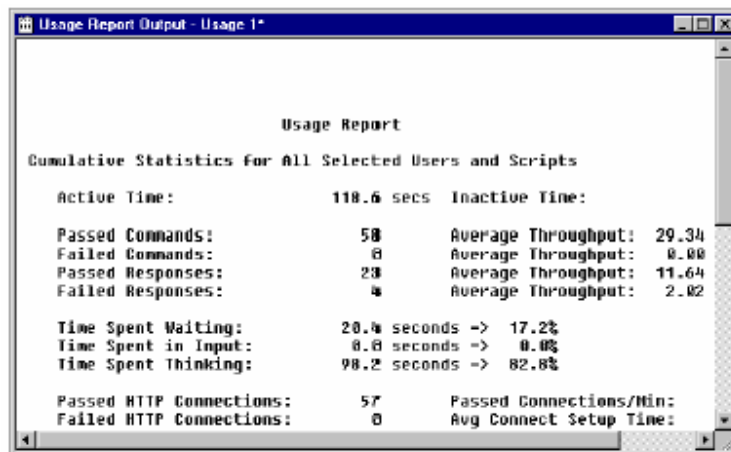 Usage Report Output - Usage 1*
Usage Report
Cumulative Statistics for All Selected Users and Scripts
Active Time: 118.6 secs Inactive Time:
Passed Commands: 58 Average Throughput: 29.34
Failed Commands: 0 Average Throughput: 0.00
Passed Responses: 23 Average Throughput: 11.64
Failed Responses: 4 Average Throughput: 2.02
Time Spent Waiting: 20.4 seconds -> 17.2%
Time Spent in Input: 0.0 seconds -> 0.0%
Time Spent Thinking: 98.2 seconds -> 82.8%
Passed HTTP Connections: 57 Passed Connections/Min:
Failed HTTP Connections: 0 Avg Connect Setup Time: